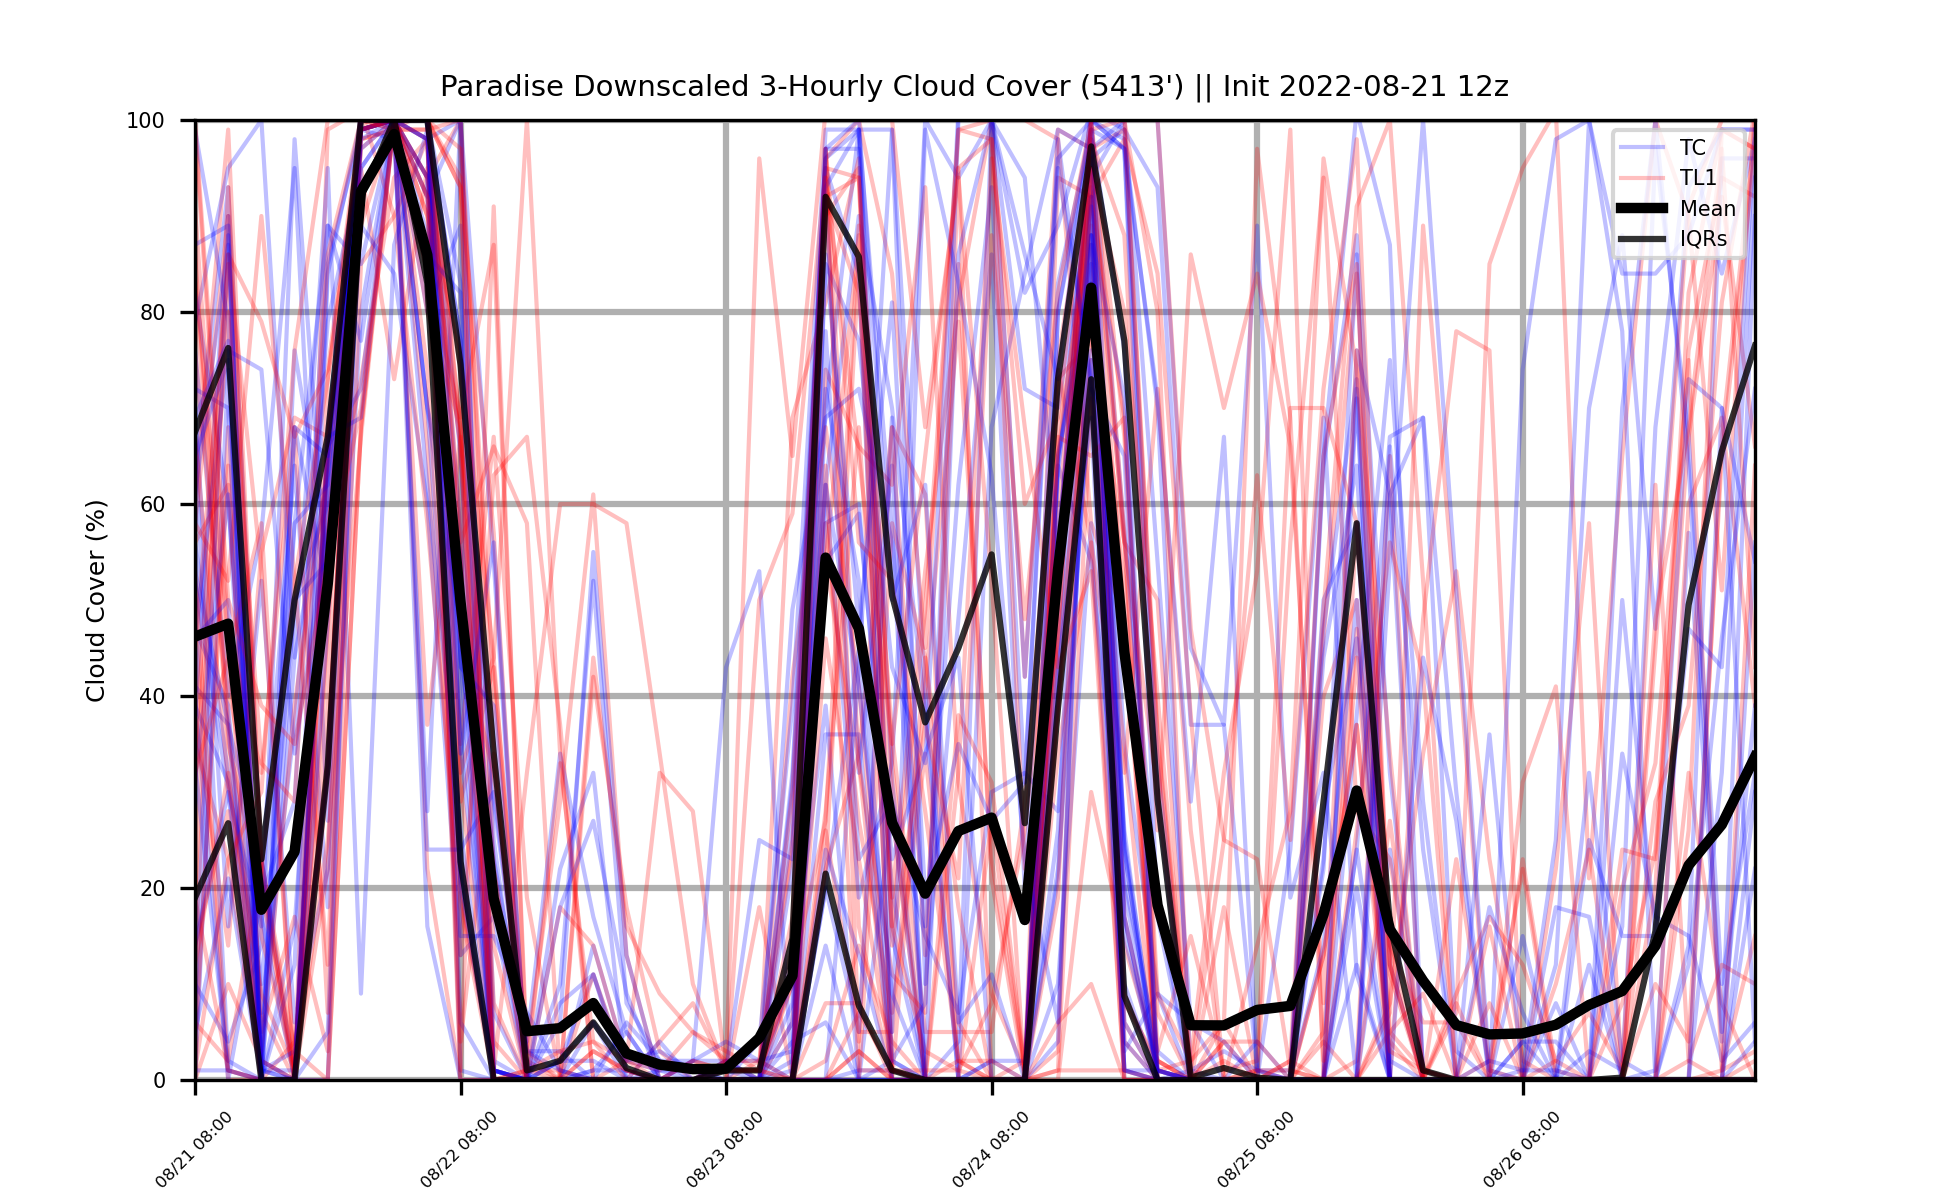 Paradise Downscaled 3-Hourly Cloud Cover (5413') || Init 2022-08-21 12z
TC
TL1
Mean
IQRs
Cloud Cover (%)
100
80
60
40
20
0
08/21 08:00
08/22 08:00
08/23 08:00
08/24 08:00
08/25 08:00
08/26 08:00